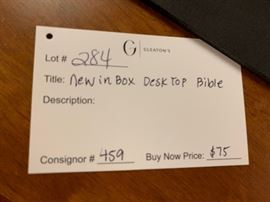 Lot # 284
G GLEATON'S
Title: New in Box Desk Top Bible
Description:
Consignor # 459 Buy Now Price: $75